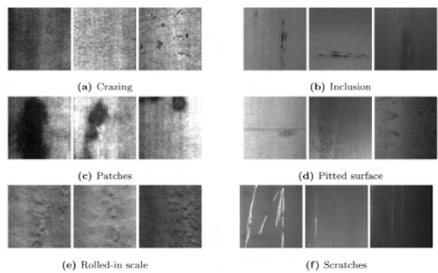 (a) Crazing
(b) Inclusion
(c) Patches
(d) Pitted surface
(e) Rolled-in scale
(f) Scratches